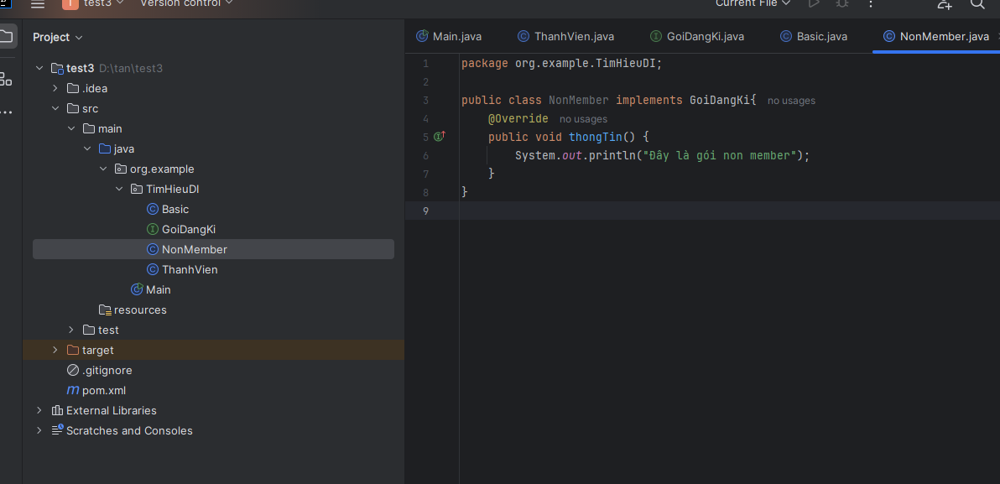 test3
Version control
Current File
Project
Main.java
ThanhVien.java
GoiDangKi.java
Basic.java
NonMember.java
test3 D:\tan\test3
.idea
src
main
java
org.example
TimHieuDI
Basic
GoiDangKi
NonMember
ThanhVien
Main
resources
test
target
.gitignore
pom.xml
External Libraries
Scratches and Consoles
1 package org.example.TimHieuDI;
2
3 public class NonMember implements GoiDangKi{ no usages
4 @Override no usages
5 public void thongTin() {
6 System.out.println("Đây là gói non member");
7 }
8 }
9